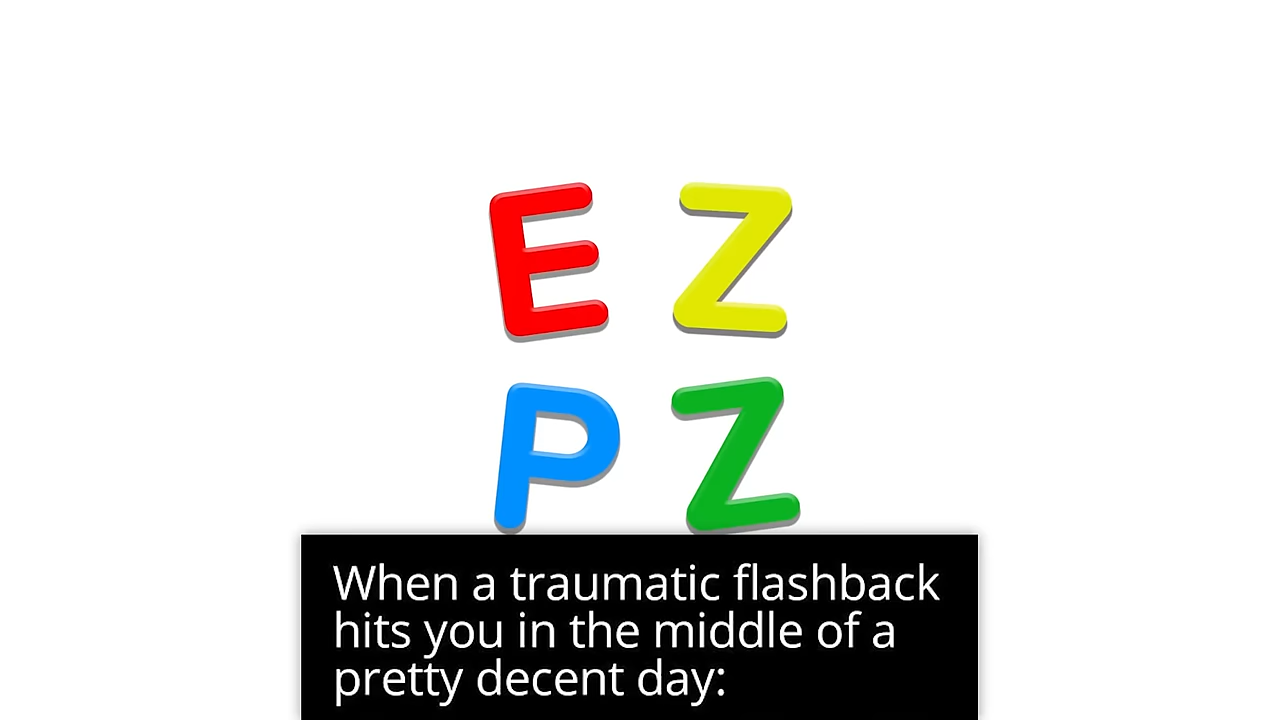 E Z
P Z
When a traumatic flashback
hits you in the middle of a
pretty decent day: